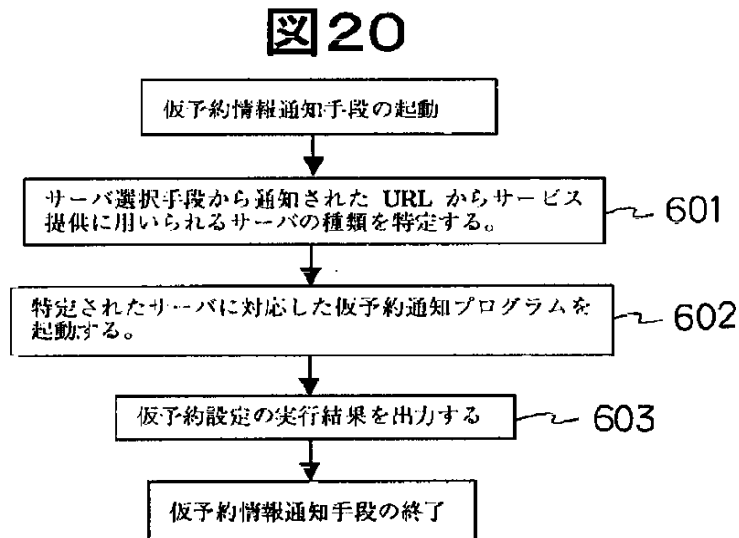 図20
仮予約情報通知手段の起動
サーバ選択手段から通知された URL からサービス
提供に用いられるサーバの種類を特定する。
601
特定されたサーバに対応した仮予約通知プログラムを
起動する。
602
仮予約設定の実行結果を出力する
603
仮予約情報通知手段の終了